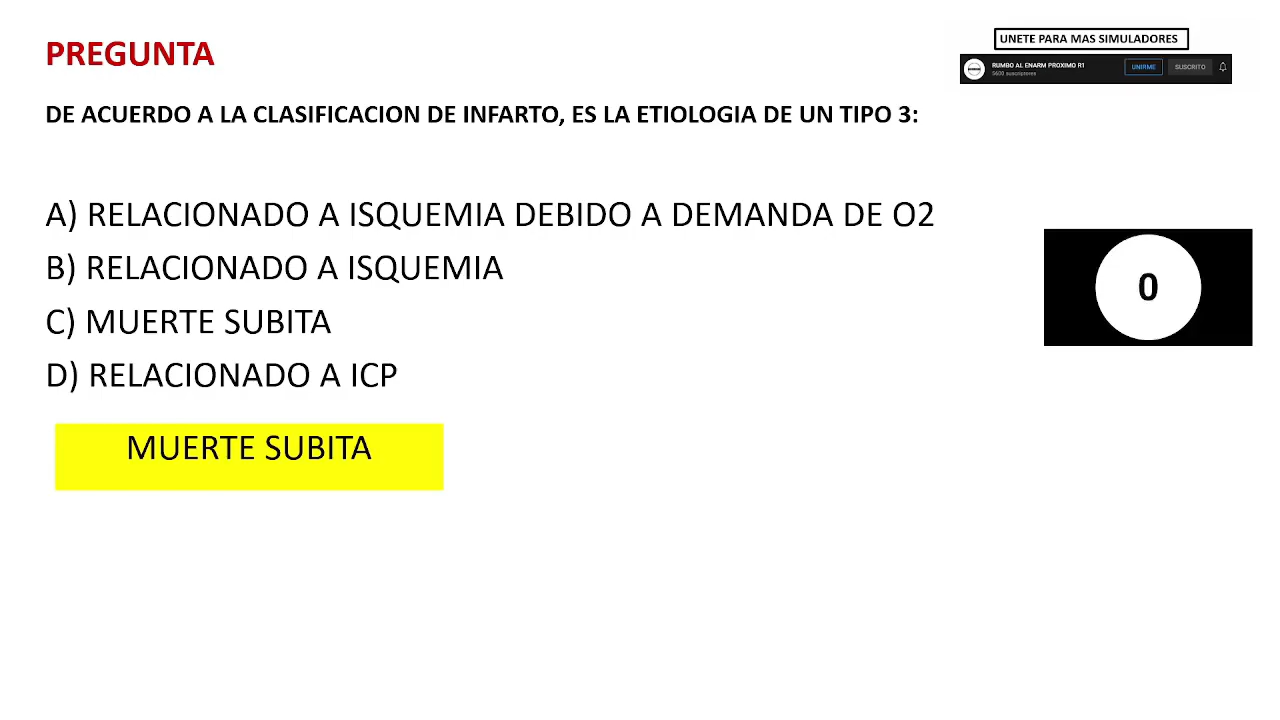 PREGUNTA
UNETE PARA MAS SIMULADORES
RUMBO AL ENARM PROXIMO R1
5600 suscriptores
UNIRME
SUSCRITO
DE ACUERDO A LA CLASIFICACION DE INFARTO, ES LA ETIOLOGIA DE UN TIPO 3:
A) RELACIONADO A ISQUEMIA DEBIDO A DEMANDA DE O2
B) RELACIONADO A ISQUEMIA
C) MUERTE SUBITA
D) RELACIONADO A ICP
0
MUERTE SUBITA